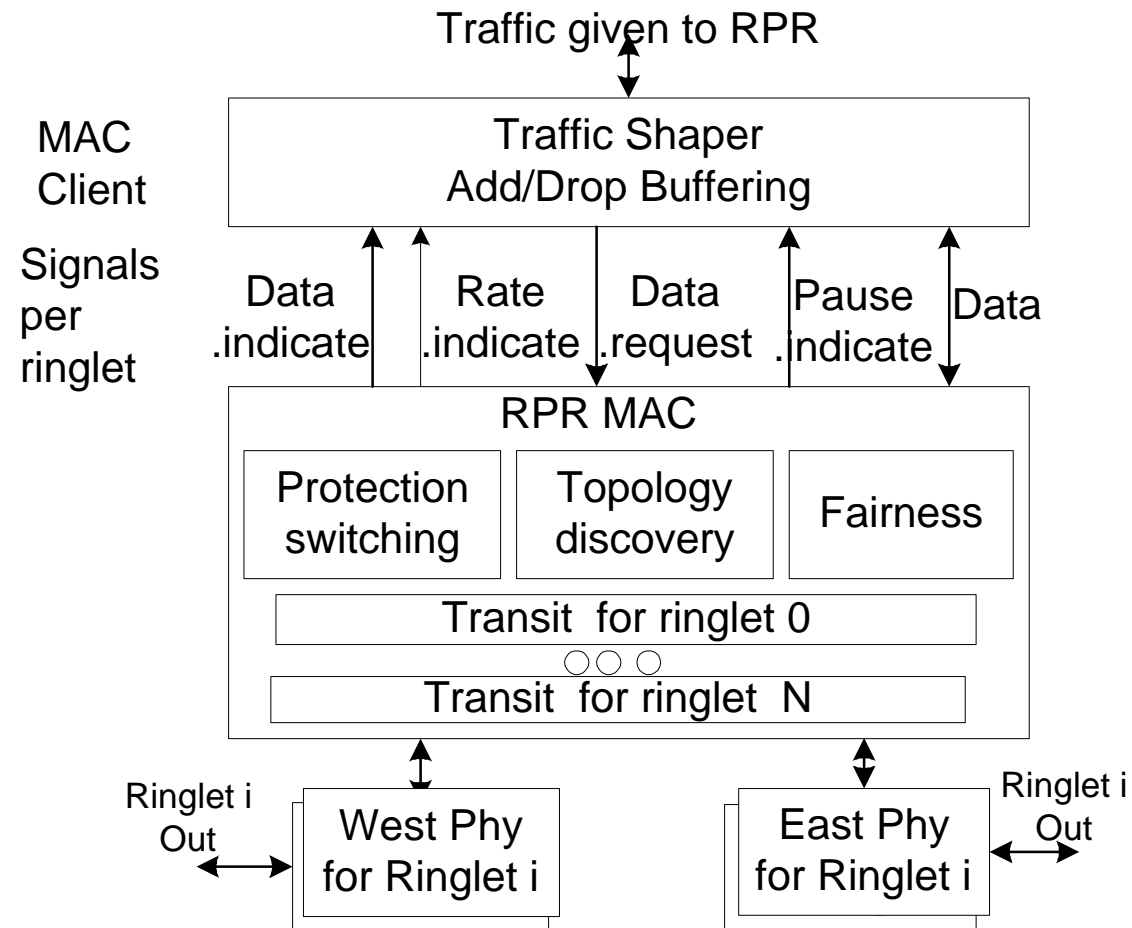 Traffic given to RPR
MAC
Client
Traffic Shaper
Add/Drop Buffering
Signals
per
ringlet
Data
.indicate
Rate
.indicate
Data
.request
Pause
.indicate
Data
RPR MAC
Protection
switching
Topology
discovery
Fairness
Transit for ringlet 0
Transit for ringlet N
Ringlet i
Out
West Phy
for Ringlet i
East Phy
for Ringlet i
Ringlet i
Out